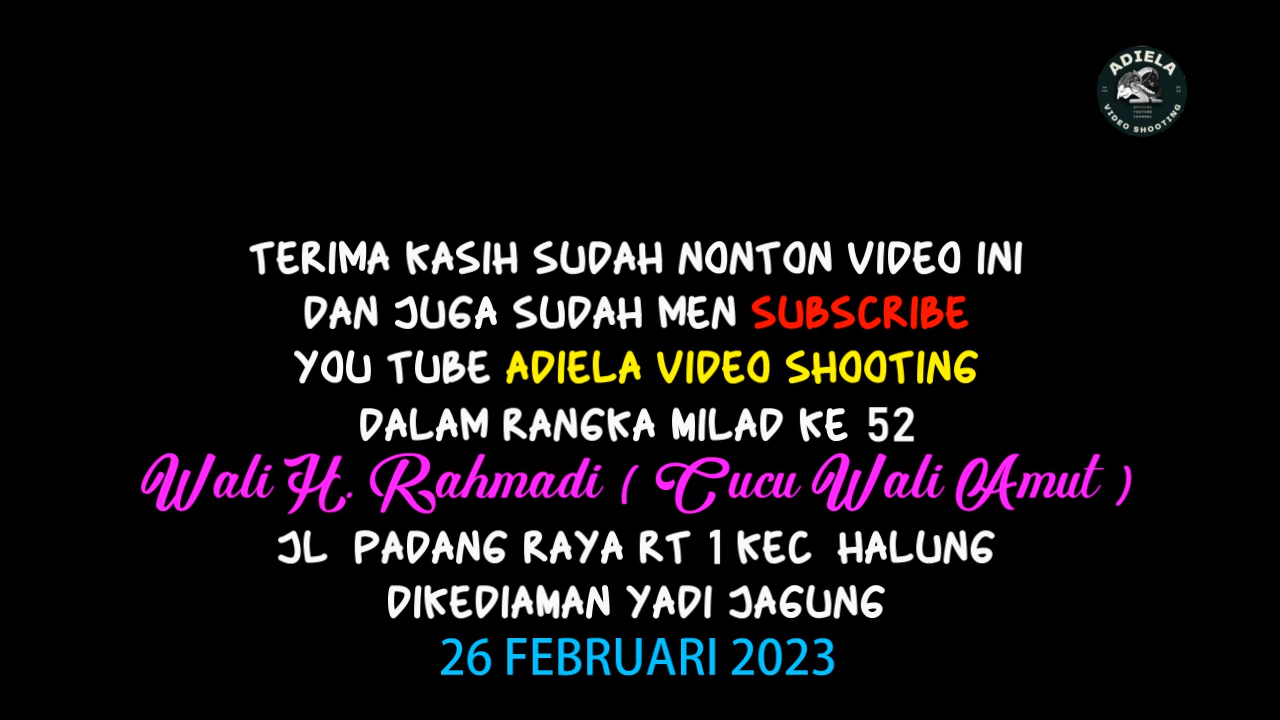 ADIELA
VIDEO SHOOTING
TERIMA KASIH SUDAH NONTON VIDEO INI
DAN JUGA SUDAH MEN SUBSCRIBE
YOU TUBE ADIELA VIDEO SHOOTING
DALAM RANGKA MILAD KE 52
Wali H. Rahmadi ( Cucu Wali Amut )
JL PADANG RAYA RT 1 KEC HALUNG
DIKEDIAMAN YADI JAGUNG
26 FEBRUARI 2023